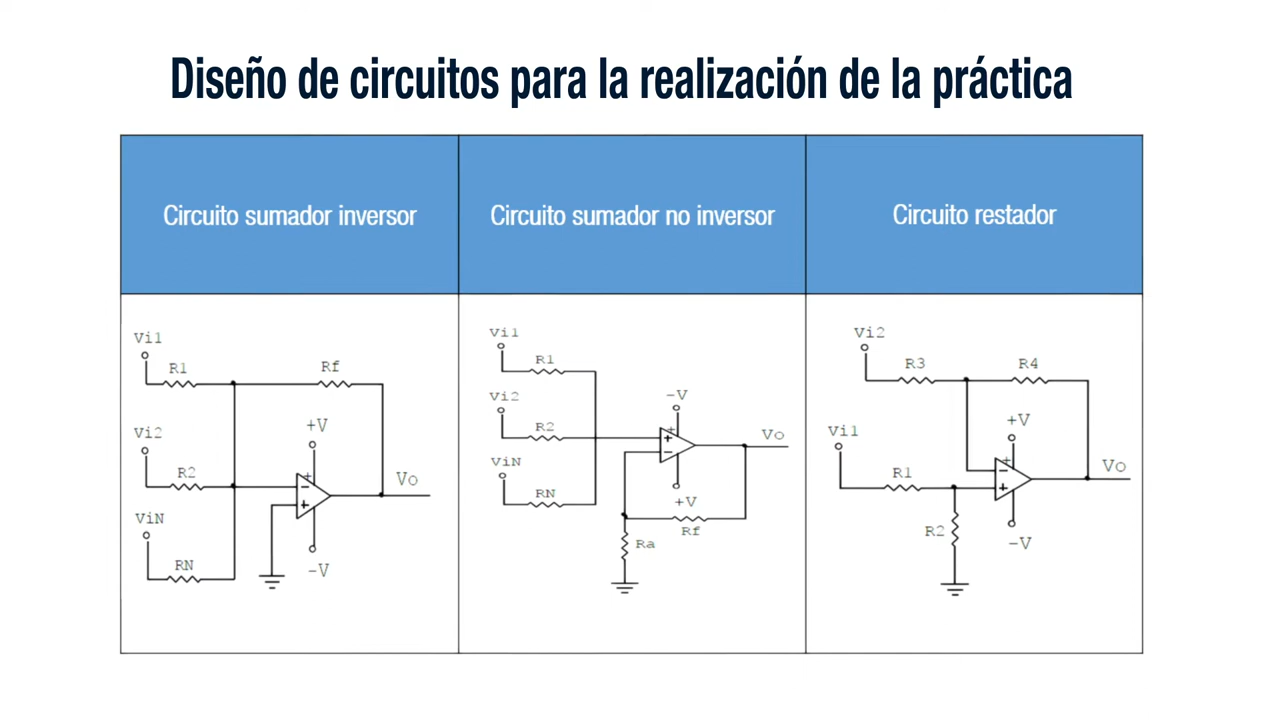 Diseño de circuitos para la realización de la práctica
Circuito sumador inversor
Circuito sumador no inversor
Circuito restador
Vi1
R1
Rf
Vi2
+V
R2
Vo
ViN
-V
RN
Vi1
R1
Vi2
-V
R2
Vo
ViN
RN
+V
Rf
Ra
Vi2
R3
R4
Vi1
+V
R1
Vo
R2
-V